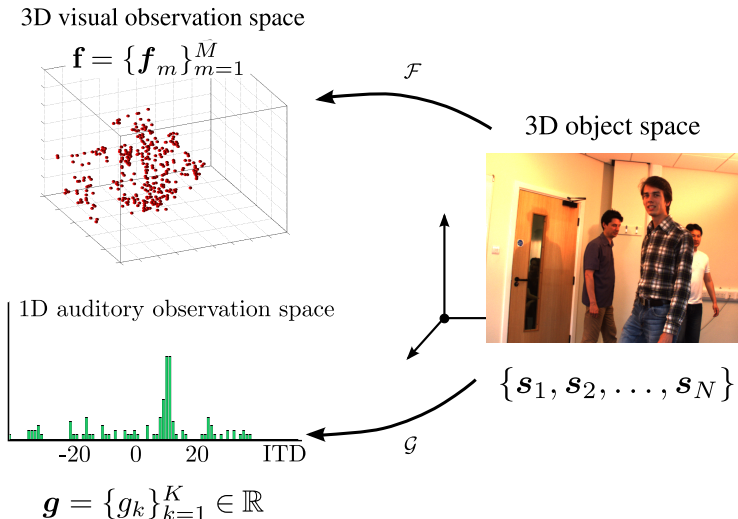 3D visual observation space
f = {f_m}_{m=1}^{M}
ℱ
3D object space
1D auditory observation space
-20 0 20 ITD
{s_1, s_2, . . . , s_N}
𝒢
g = {g_k}_{k=1}^{K} ∈ ℝ